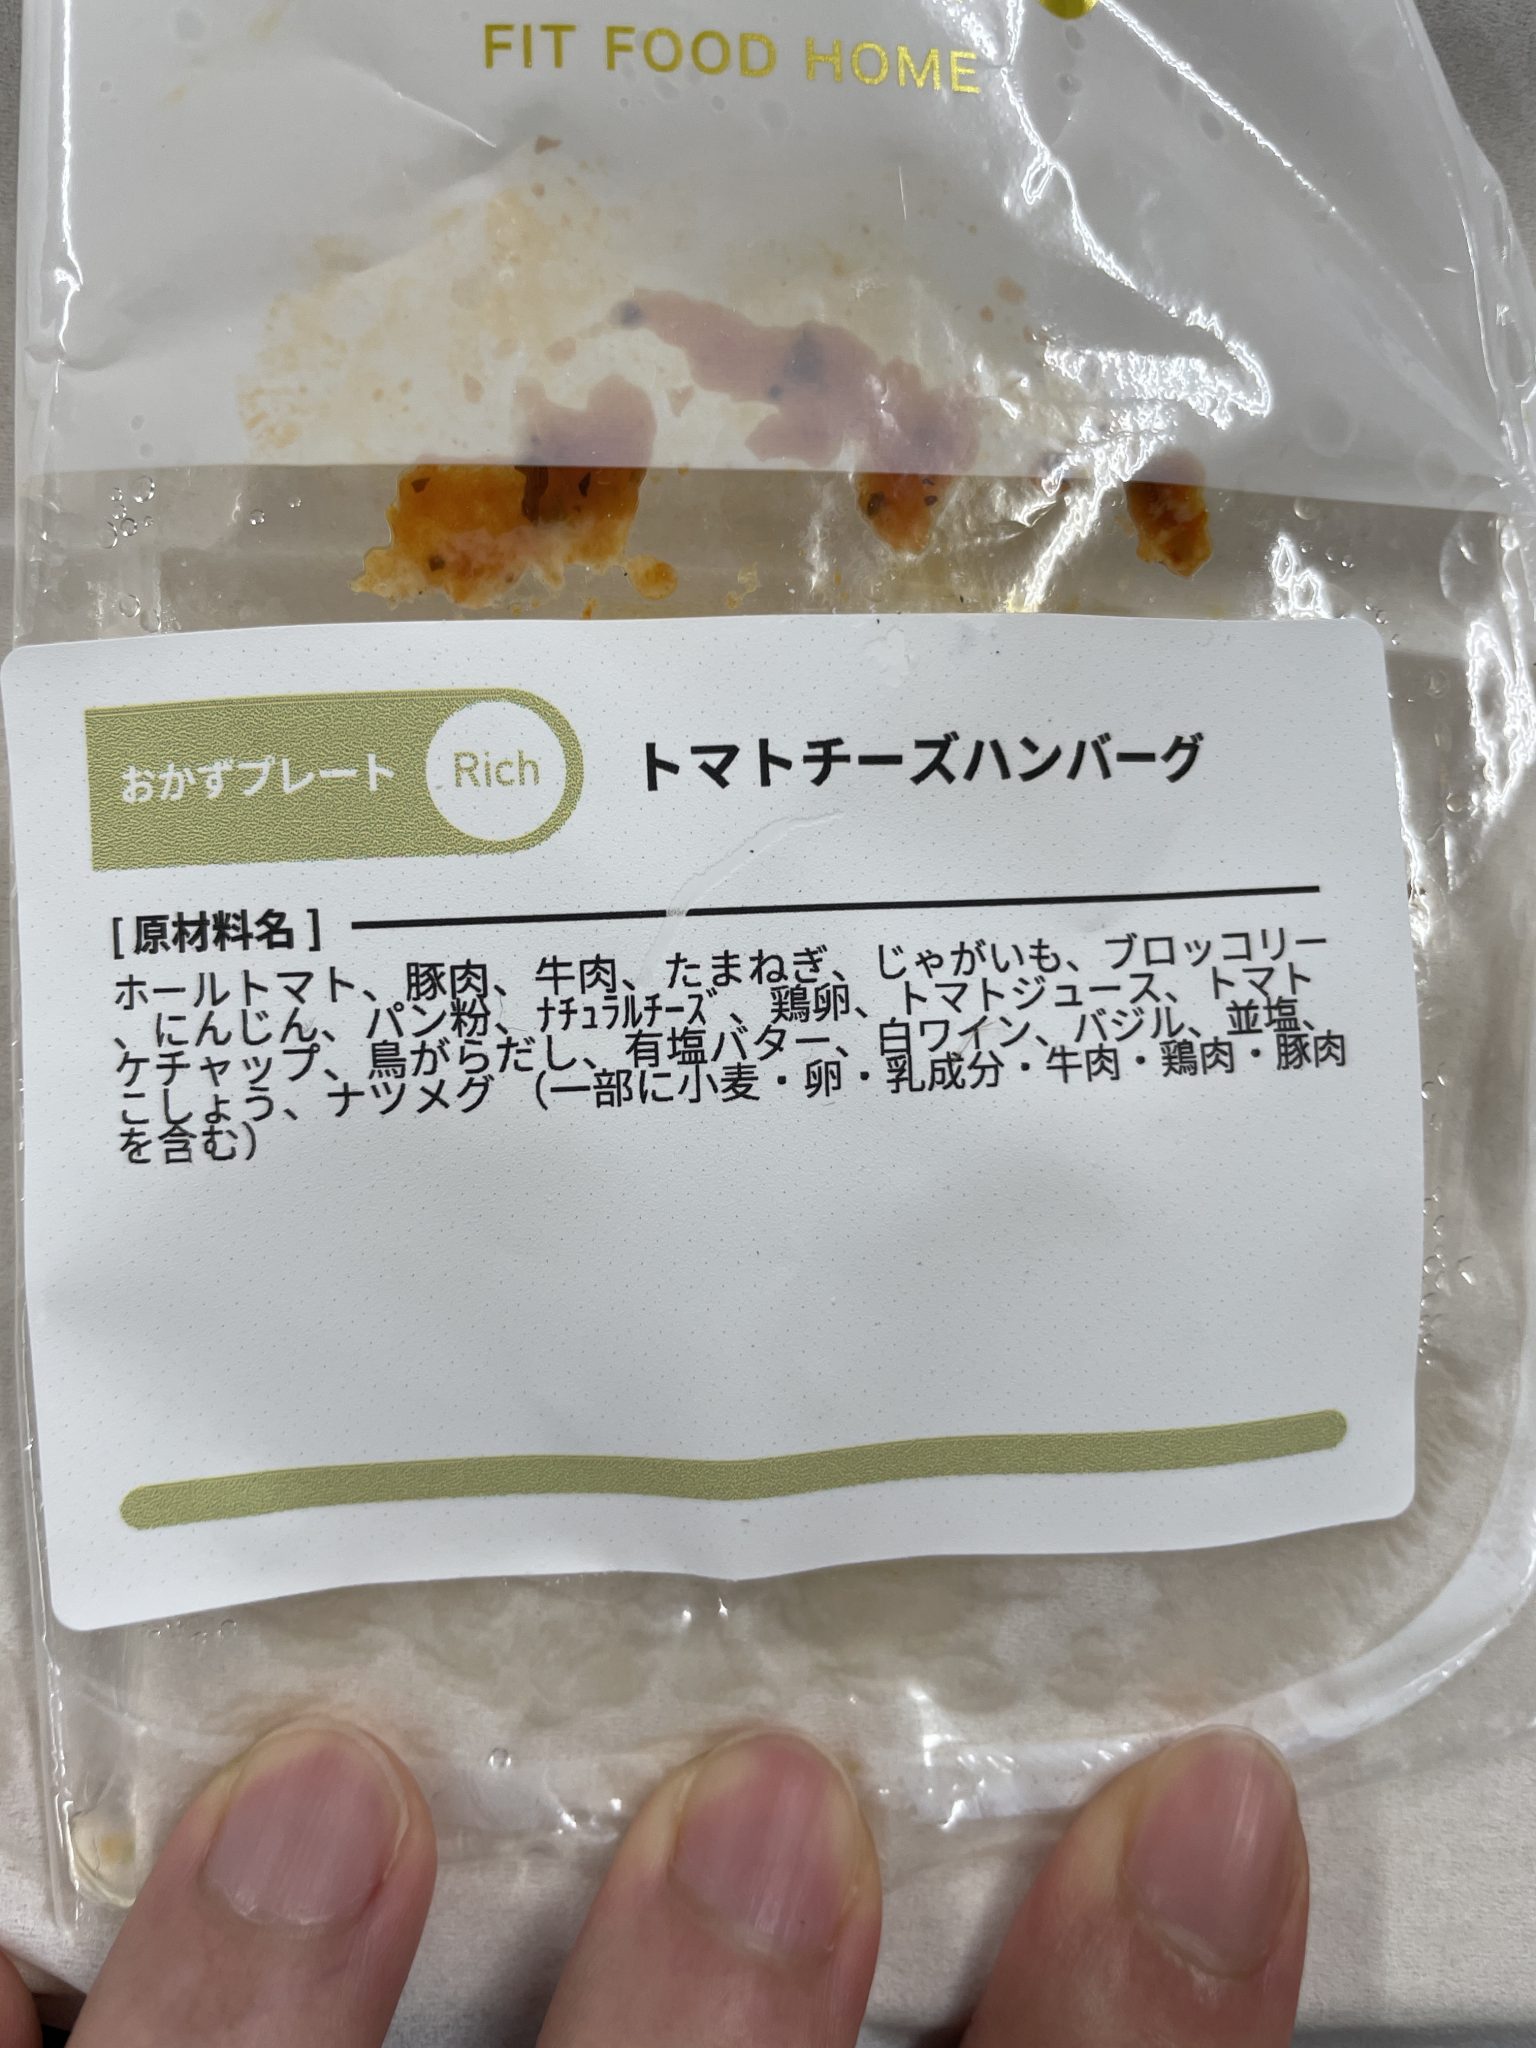 FIT FOOD HOME
おかずプレート Rich トマトチーズハンバーグ
[原材料名]
ホールトマト、豚肉、牛肉、たまねぎ、じゃがいも、ブロッコリー
、にんじん、パン粉、ﾅﾁｭﾗﾙﾁｰｽﾞ、鶏卵、トマトジュース、トマト
ケチャップ、鳥がらだし、有塩バター、白ワイン、バジル、並塩、
こしょう、ナツメグ （一部に小麦・卵・乳成分・牛肉・鶏肉・豚肉
を含む）